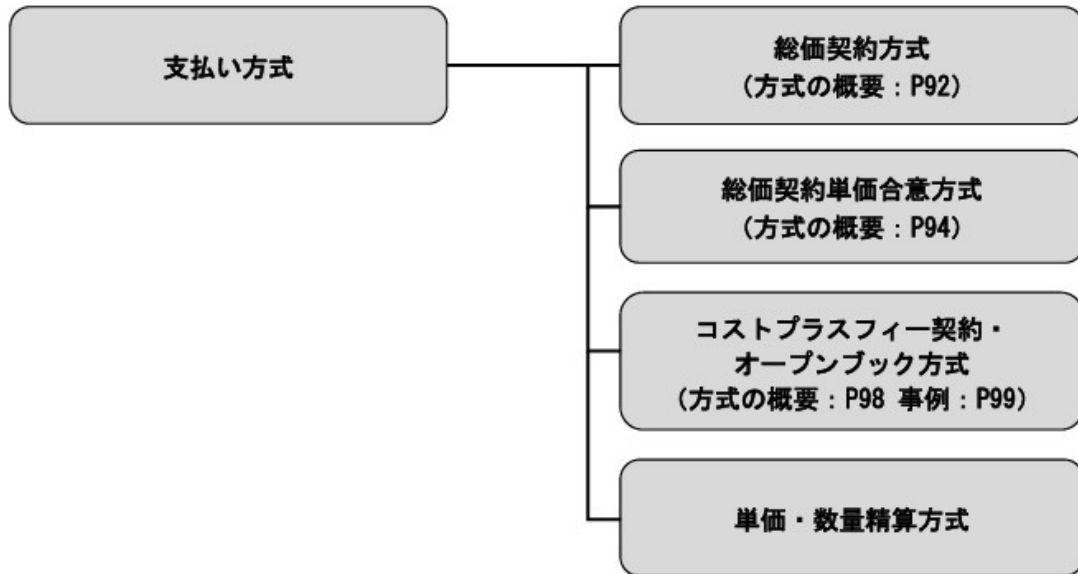 支払い方式
総価契約方式
(方式の概要：P92)
総価契約単価合意方式
(方式の概要：P94)
コストプラスフィー契約・
オープンブック方式
(方式の概要：P98 事例：P99)
単価・数量精算方式